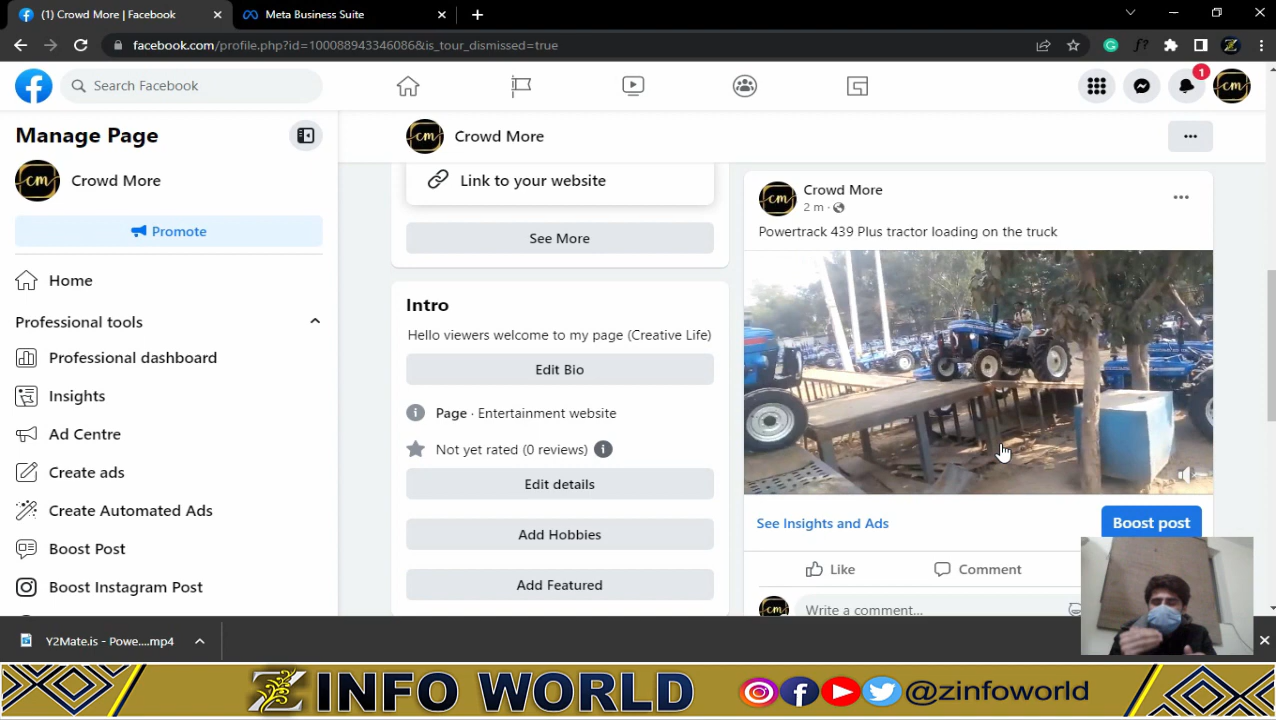 (1) Crowd More | Facebook
Meta Business Suite
facebook.com/profile.php?id=100088943346086&is_tour_dismissed=true
f?
Search Facebook
1
cm
Manage Page
cm Crowd More
cm Crowd More
Promote
Home
Professional tools
Professional dashboard
Insights
Ad Centre
Create ads
Create Automated Ads
Boost Post
Boost Instagram Post
Link to your website
See More
Intro
Hello viewers welcome to my page (Creative Life)
Edit Bio
Page · Entertainment website
Not yet rated (0 reviews)
Edit details
Add Hobbies
Add Featured
cm Crowd More
2 m ·
Powertrack 439 Plus tractor loading on the truck
See Insights and Ads
Boost post
Like
Comment
cm Write a comment...
Y2Mate.is - Powe....mp4
Z INFO WORLD
@zinfoworld